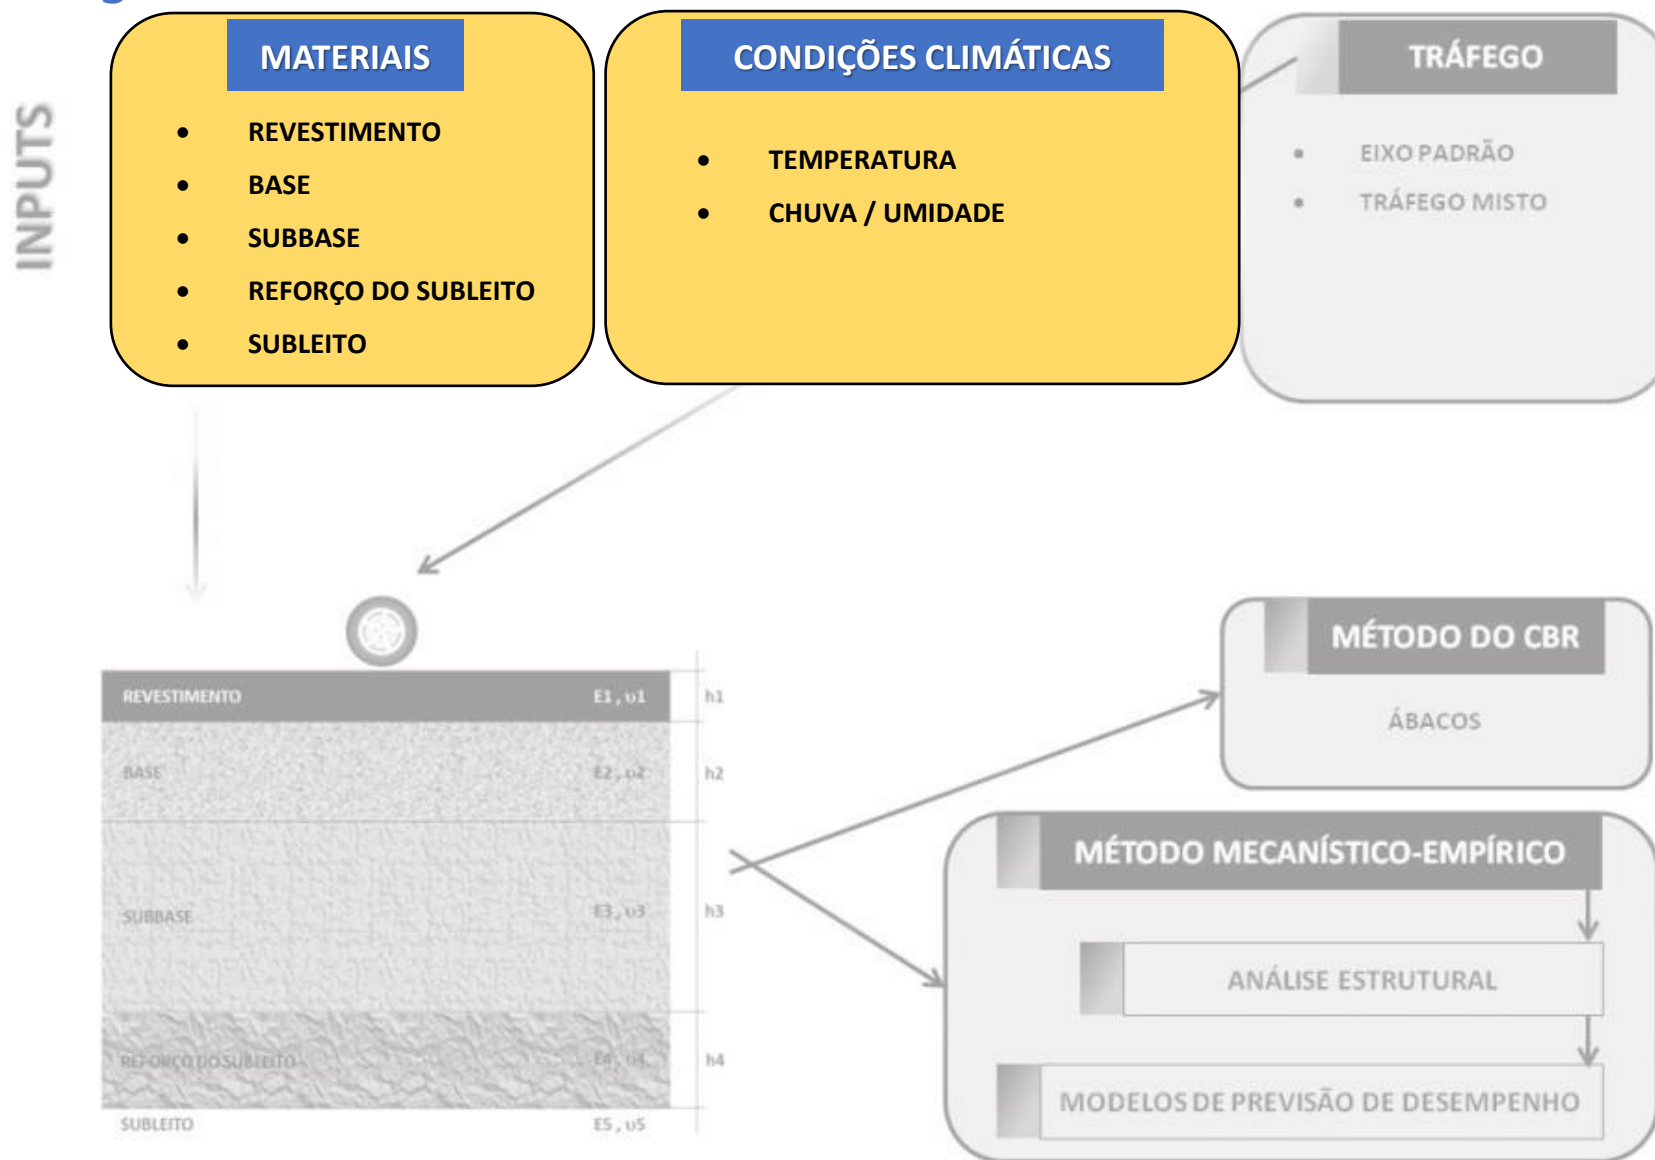 INPUTS
MATERIAIS
• REVESTIMENTO
• BASE
• SUBBASE
• REFORÇO DO SUBLEITO
• SUBLEITO
CONDIÇÕES CLIMÁTICAS
• TEMPERATURA
• CHUVA / UMIDADE
TRÁFEGO
• EIXO PADRÃO
• TRÁFEGO MISTO
REVESTIMENTO E1, υ1 h1
BASE E2, υ2 h2
SUBBASE E3, υ3 h3
REFORÇO DO SUBLEITO E4, υ4 h4
SUBLEITO E5, υ5
MÉTODO DO CBR
ÁBACOS
MÉTODO MECANÍSTICO-EMPÍRICO
ANÁLISE ESTRUTURAL
MODELOS DE PREVISÃO DE DESEMPENHO